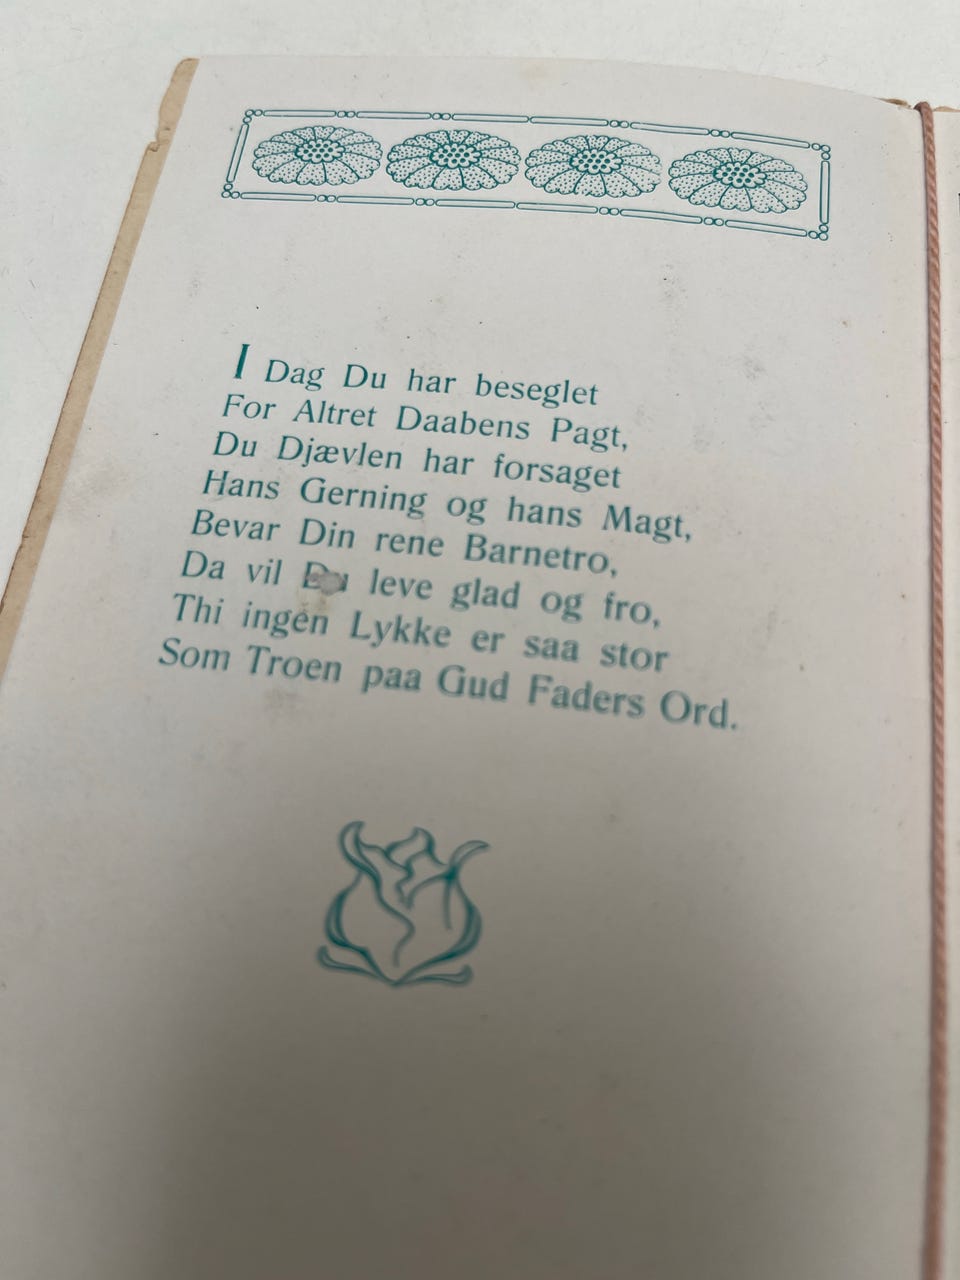 I Dag Du har beseglet
For Altret Daabens Pagt,
Du Djævlen har forsaget
Hans Gerning og hans Magt,
Bevar Din rene Barnetro,
Da vil Du leve glad og fro,
Thi ingen Lykke er saa stor
Som Troen paa Gud Faders Ord.